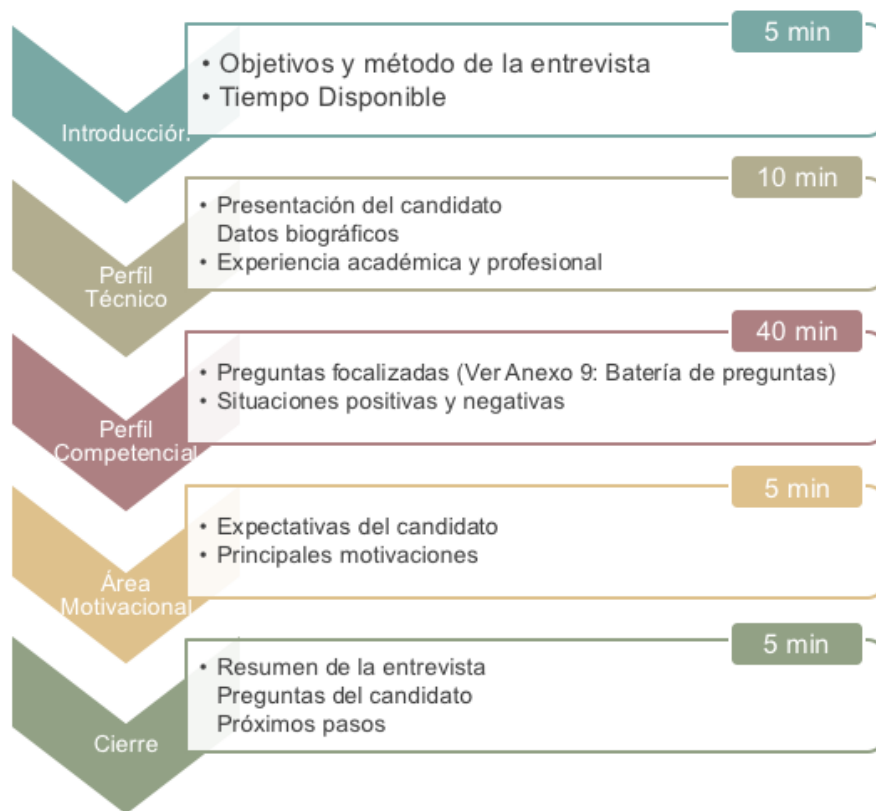 5 min
• Objetivos y método de la entrevista
• Tiempo Disponible
Introducción
10 min
• Presentación del candidato
Datos biográficos
• Experiencia académica y profesional
Perfil
Técnico
40 min
• Preguntas focalizadas (Ver Anexo 9: Batería de preguntas)
• Situaciones positivas y negativas
Perfil
Competencial
5 min
• Expectativas del candidato
• Principales motivaciones
Área
Motivacional
5 min
• Resumen de la entrevista
Preguntas del candidato
Próximos pasos
Cierre